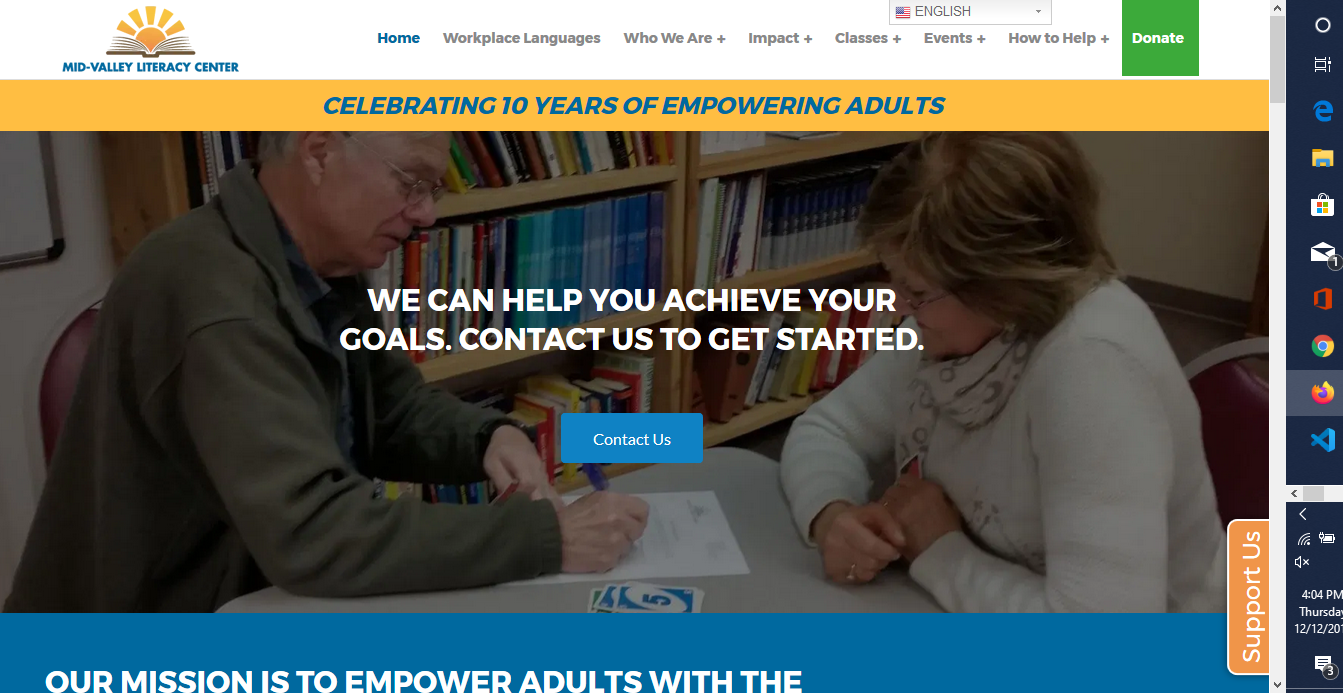 ENGLISH
MID-VALLEY LITERACY CENTER
Home Workplace Languages Who We Are + Impact + Classes + Events + How to Help + Donate
CELEBRATING 10 YEARS OF EMPOWERING ADULTS
WE CAN HELP YOU ACHIEVE YOUR
GOALS. CONTACT US TO GET STARTED.
Contact Us
5
Support Us
OUR MISSION IS TO EMPOWER ADULTS WITH THE
1
4:04 PM
Thursday
12/12/201
3